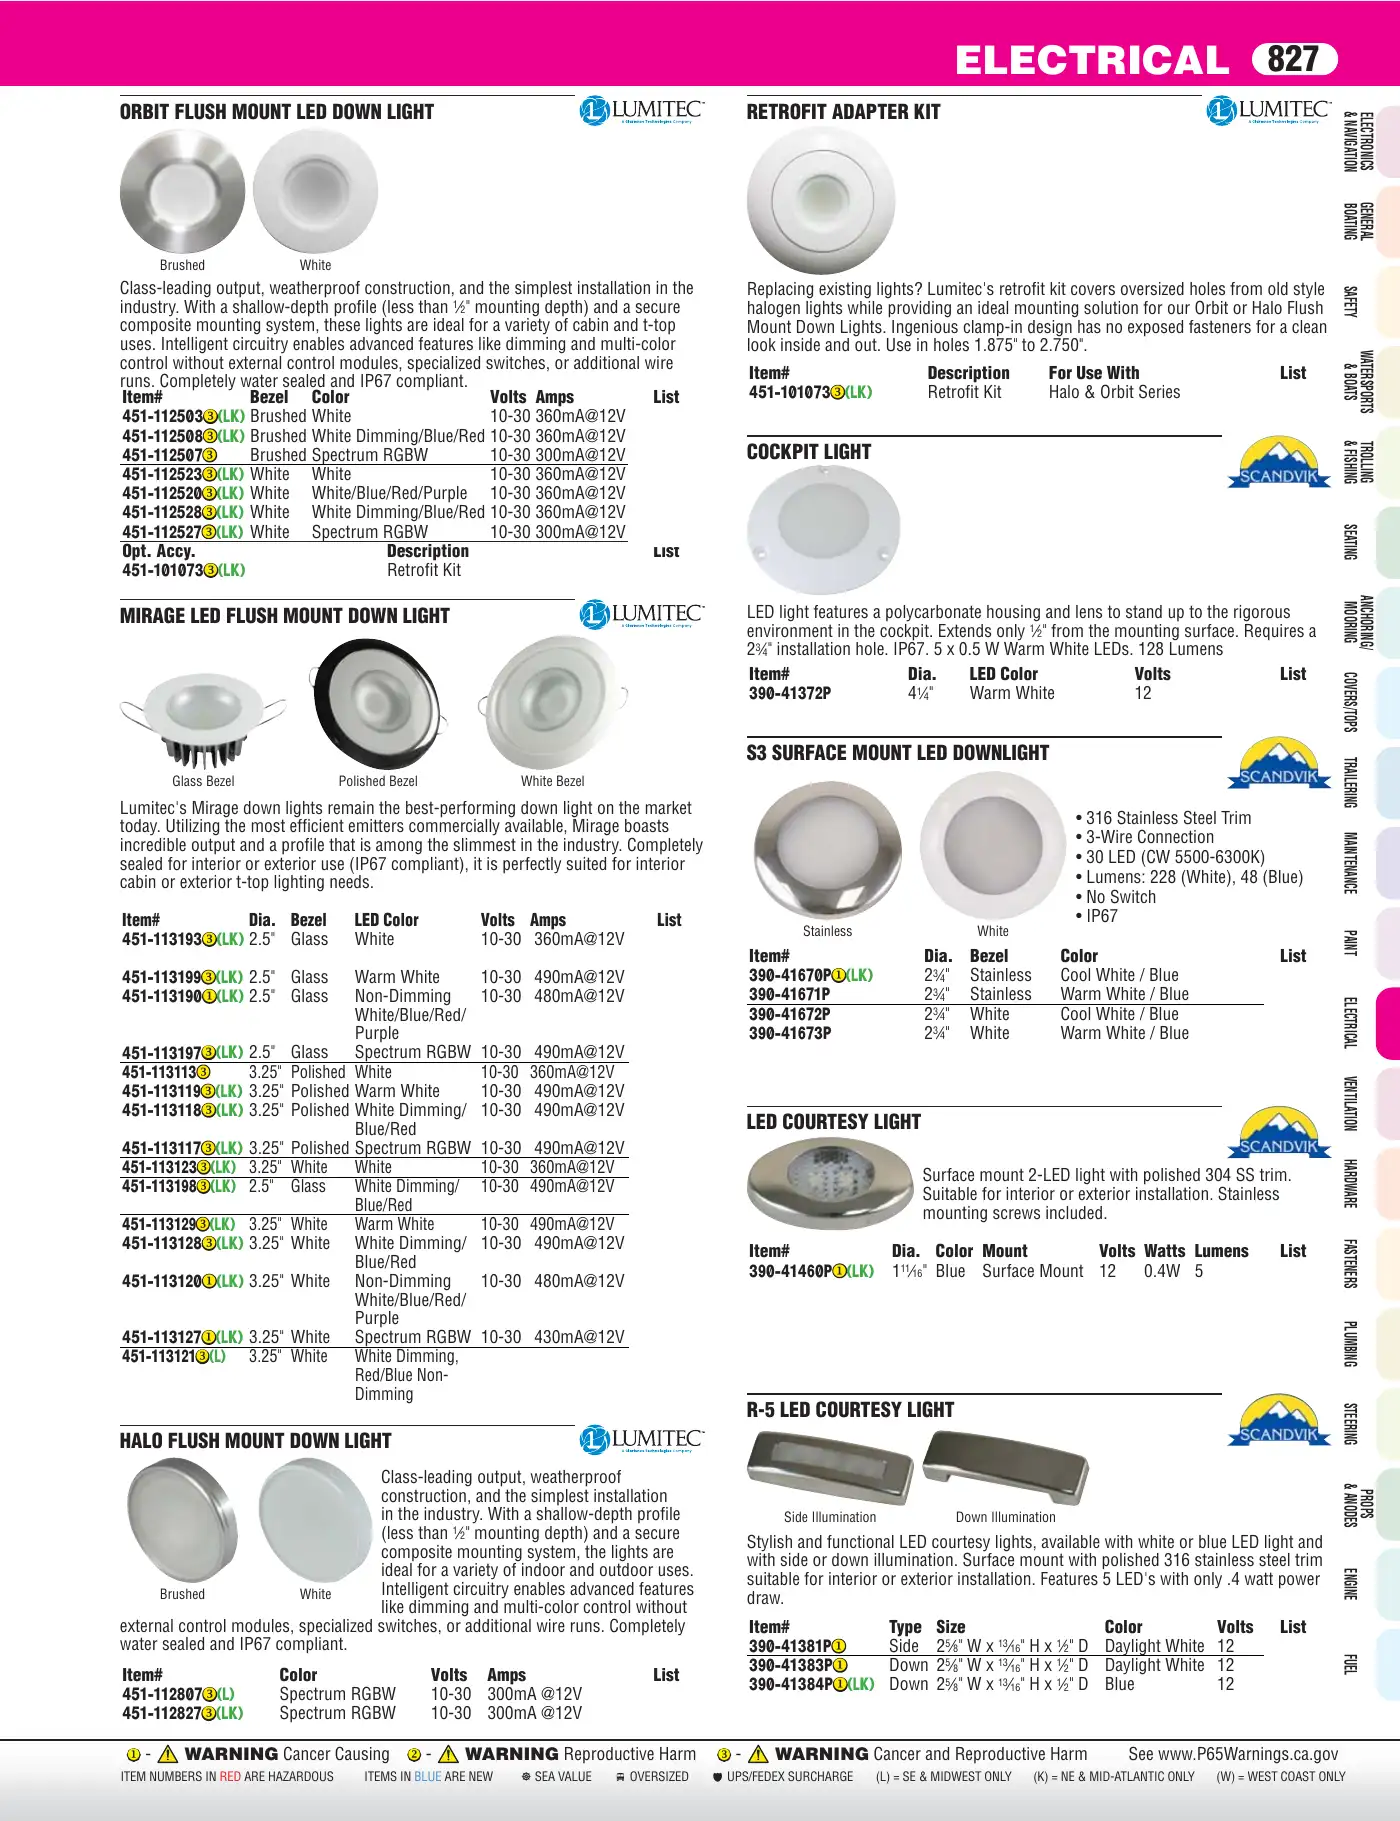 ELECTRICAL 827
ORBIT FLUSH MOUNT LED DOWN LIGHT
LUMITEC
Brushed White
Class-leading output, weatherproof construction, and the simplest installation in the
industry. With a shallow-depth profile (less than ½" mounting depth) and a secure
composite mounting system, these lights are ideal for a variety of cabin and t-top
uses. Intelligent circuitry enables advanced features like dimming and multi-color
control without external control modules, specialized switches, or additional wire
runs. Completely water sealed and IP67 compliant.
Item# Bezel Color Volts Amps List
451-112503③(LK) Brushed White 10-30 360mA@12V
451-112508③(LK) Brushed White Dimming/Blue/Red 10-30 360mA@12V
451-112507③ Brushed Spectrum RGBW 10-30 300mA@12V
451-112523③(LK) White White 10-30 360mA@12V
451-112520③(LK) White White/Blue/Red/Purple 10-30 360mA@12V
451-112528③(LK) White White Dimming/Blue/Red 10-30 360mA@12V
451-112527③(LK) White Spectrum RGBW 10-30 300mA@12V
Opt. Accy. Description List
451-101073③(LK) Retrofit Kit
MIRAGE LED FLUSH MOUNT DOWN LIGHT
LUMITEC
Glass Bezel Polished Bezel White Bezel
Lumitec's Mirage down lights remain the best-performing down light on the market
today. Utilizing the most efficient emitters commercially available, Mirage boasts
incredible output and a profile that is among the slimmest in the industry. Completely
sealed for interior or exterior use (IP67 compliant), it is perfectly suited for interior
cabin or exterior t-top lighting needs.
Item# Dia. Bezel LED Color Volts Amps List
451-113193③(LK) 2.5" Glass White 10-30 360mA@12V
451-113199③(LK) 2.5" Glass Warm White 10-30 490mA@12V
451-113190①(LK) 2.5" Glass Non-Dimming 10-30 480mA@12V
White/Blue/Red/
Purple
451-113197③(LK) 2.5" Glass Spectrum RGBW 10-30 490mA@12V
451-113113③ 3.25" Polished White 10-30 360mA@12V
451-113119③(LK) 3.25" Polished Warm White 10-30 490mA@12V
451-113118③(LK) 3.25" Polished White Dimming/ 10-30 490mA@12V
Blue/Red
451-113117③(LK) 3.25" Polished Spectrum RGBW 10-30 490mA@12V
451-113123③(LK) 3.25" White White 10-30 360mA@12V
451-113198③(LK) 2.5" Glass White Dimming/ 10-30 490mA@12V
Blue/Red
451-113129③(LK) 3.25" White Warm White 10-30 490mA@12V
451-113128③(LK) 3.25" White White Dimming/ 10-30 490mA@12V
Blue/Red
451-113120①(LK) 3.25" White Non-Dimming 10-30 480mA@12V
White/Blue/Red/
Purple
451-113127①(LK) 3.25" White Spectrum RGBW 10-30 430mA@12V
451-113121③(L) 3.25" White White Dimming,
Red/Blue Non-
Dimming
HALO FLUSH MOUNT DOWN LIGHT
LUMITEC
Brushed White
Class-leading output, weatherproof
construction, and the simplest installation
in the industry. With a shallow-depth profile
(less than ½" mounting depth) and a secure
composite mounting system, the lights are
ideal for a variety of indoor and outdoor uses.
Intelligent circuitry enables advanced features
like dimming and multi-color control without
external control modules, specialized switches, or additional wire runs. Completely
water sealed and IP67 compliant.
Item# Color Volts Amps List
451-112807③(L) Spectrum RGBW 10-30 300mA @12V
451-112827③(LK) Spectrum RGBW 10-30 300mA @12V
RETROFIT ADAPTER KIT
LUMITEC
Replacing existing lights? Lumitec's retrofit kit covers oversized holes from old style
halogen lights while providing an ideal mounting solution for our Orbit or Halo Flush
Mount Down Lights. Ingenious clamp-in design has no exposed fasteners for a clean
look inside and out. Use in holes 1.875" to 2.750".
Item# Description For Use With List
451-101073③(LK) Retrofit Kit Halo & Orbit Series
COCKPIT LIGHT
SCANDVIK
LED light features a polycarbonate housing and lens to stand up to the rigorous
environment in the cockpit. Extends only ½" from the mounting surface. Requires a
2¾" installation hole. IP67. 5 x 0.5 W Warm White LEDs. 128 Lumens
Item# Dia. LED Color Volts List
390-41372P 4¼" Warm White 12
S3 SURFACE MOUNT LED DOWNLIGHT
SCANDVIK
• 316 Stainless Steel Trim
• 3-Wire Connection
• 30 LED (CW 5500-6300K)
• Lumens: 228 (White), 48 (Blue)
• No Switch
• IP67
Stainless White
Item# Dia. Bezel Color List
390-41670P①(LK) 2¾" Stainless Cool White / Blue
390-41671P 2¾" Stainless Warm White / Blue
390-41672P 2¾" White Cool White / Blue
390-41673P 2¾" White Warm White / Blue
LED COURTESY LIGHT
SCANDVIK
Surface mount 2-LED light with polished 304 SS trim.
Suitable for interior or exterior installation. Stainless
mounting screws included.
Item# Dia. Color Mount Volts Watts Lumens List
390-41460P①(LK) 1¹¹⁄₁₆" Blue Surface Mount 12 0.4W 5
R-5 LED COURTESY LIGHT
SCANDVIK
Side Illumination Down Illumination
Stylish and functional LED courtesy lights, available with white or blue LED light and
with side or down illumination. Surface mount with polished 316 stainless steel trim
suitable for interior or exterior installation. Features 5 LED's with only .4 watt power
draw.
Item# Type Size Color Volts List
390-41381P① Side 2⅝" W x ¹³⁄₁₆" H x ½" D Daylight White 12
390-41383P① Down 2⅝" W x ¹³⁄₁₆" H x ½" D Daylight White 12
390-41384P①(LK) Down 2⅝" W x ¹³⁄₁₆" H x ½" D Blue 12
ELECTRONICS
& NAVIGATION
GENERAL
BOATING
SAFETY
WATERSPORTS
& BOATS
TROLLING
& FISHING
SEATING
ANCHORING/
MOORING
COVERS/TOPS
TRAILERING
MAINTENANCE
PAINT
ELECTRICAL
VENTILATION
HARDWARE
FASTENERS
PLUMBING
STEERING
PROPS
& ANODES
ENGINE
FUEL
① - ⚠ WARNING Cancer Causing ② - ⚠ WARNING Reproductive Harm ③ - ⚠ WARNING Cancer and Reproductive Harm See www.P65Warnings.ca.gov
ITEM NUMBERS IN RED ARE HAZARDOUS ITEMS IN BLUE ARE NEW SEA VALUE OVERSIZED UPS/FEDEX SURCHARGE (L) = SE & MIDWEST ONLY (K) = NE & MID-ATLANTIC ONLY (W) = WEST COAST ONLY